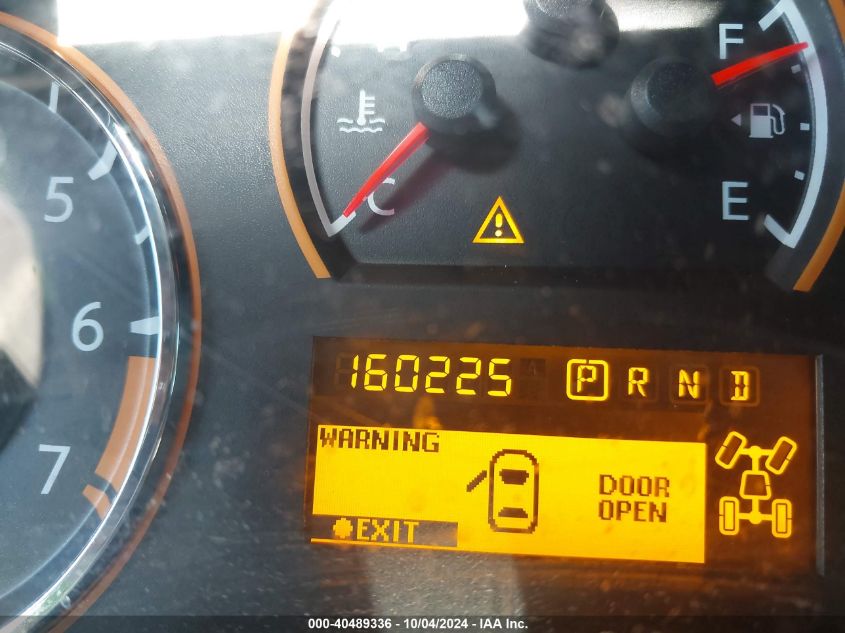 F
5
C
E
6
160225 P R N D
WARNING
DOOR
OPEN
EXIT
7
000-40489336 - 10/04/2024 - IAA Inc.